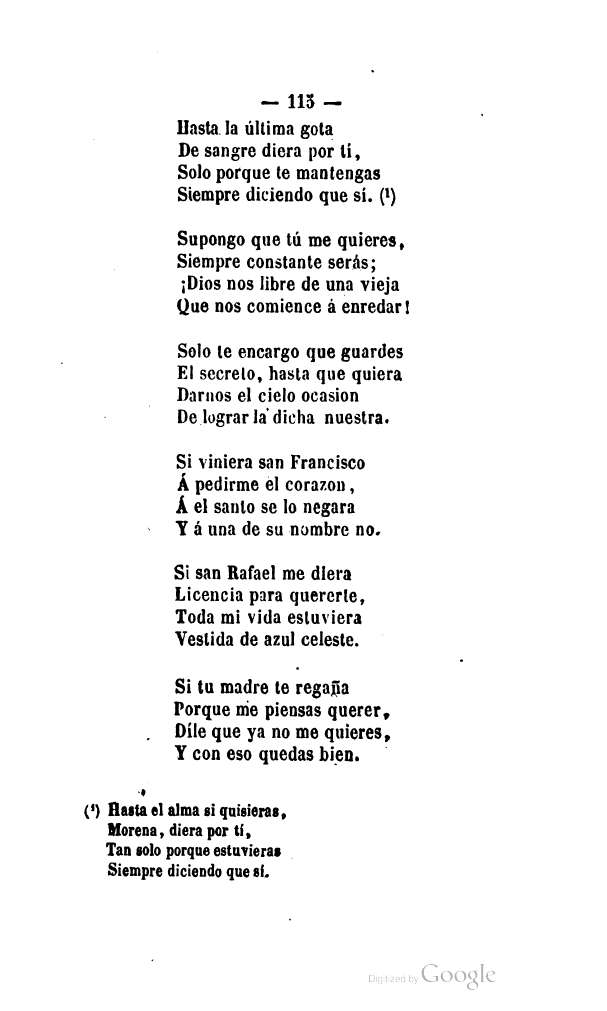 — 113 —
Hasta la última gota
De sangre diera por tí,
Solo porque te mantengas
Siempre diciendo que sí. (¹)
Supongo que tú me quieres,
Siempre constante serás;
¡Dios nos libre de una vieja
Que nos comience á enredar!
Solo te encargo que guardes
El secreto, hasta que quiera
Darnos el cielo ocasion
De lograr la dicha nuestra.
Si viniera san Francisco
Á pedirme el corazon,
Á el santo se lo negara
Y á una de su nombre no.
Si san Rafael me diera
Licencia para quererte,
Toda mi vida estuviera
Vestida de azul celeste.
Si tu madre te regaña
Porque me piensas querer,
Díle que ya no me quieres,
Y con eso quedas bien.
(¹) Hasta el alma si quisieras,
Morena, diera por tí,
Tan solo porque estuvieras
Siempre diciendo que sí.
Digitized by Google